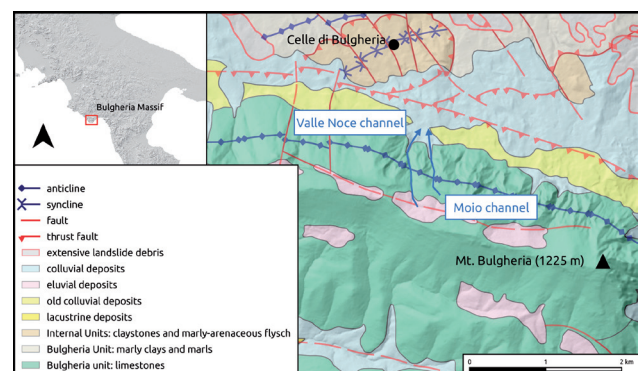 Bulgheria Massif
Celle di Bulgheria
Valle Noce channel
Moio channel
Mt. Bulgheria (1225 m)
anticline
syncline
fault
thrust fault
extensive landslide debris
colluvial deposits
eluvial deposits
old colluvial deposits
lacustrine deposits
Internal Units: claystones and marly-arenaceous flysch
Bulgheria Unit: marly clays and marls
Bulgheria unit: limestones
0 1 2 km